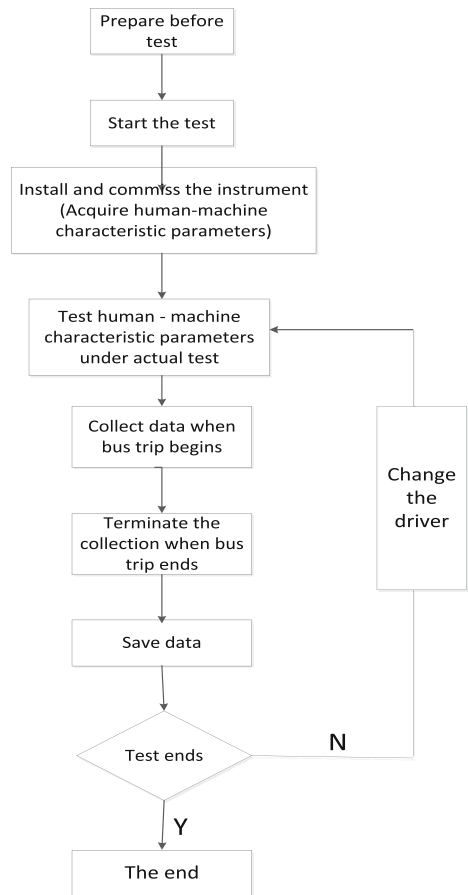 Prepare before
test
Start the test
Install and commiss the instrument
(Acquire human-machine
characteristic parameters)
Test human - machine
characteristic parameters
under actual test
Collect data when
bus trip begins
Change
the
driver
Terminate the
collection when bus
trip ends
Save data
Test ends
N
Y
The end